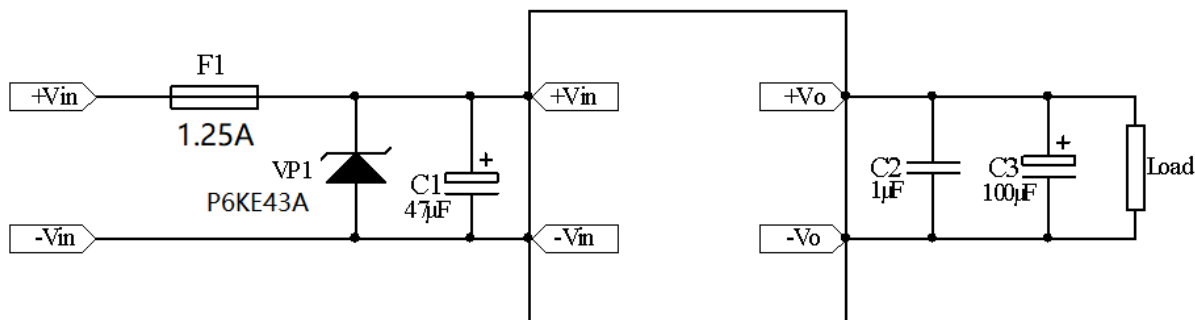 F1
+Vin
+Vin
+Vo
1.25A
VP1
P6KE43A
C1
47µF
+
C2
1µF
C3
100µF
+
Load
-Vin
-Vin
-Vo